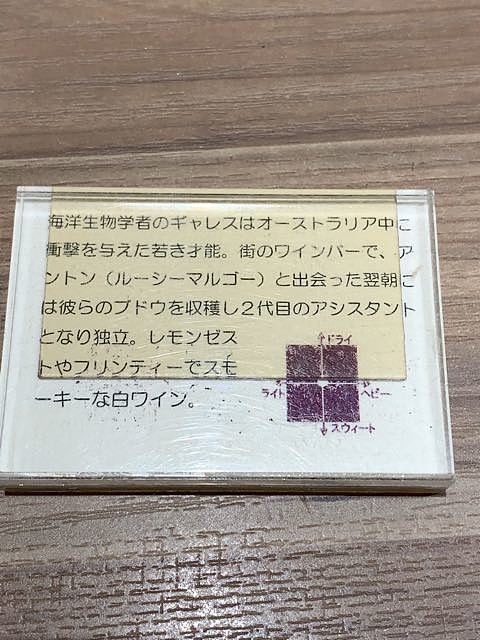 海洋生物学者のギャレスはオーストラリア中に
衝撃を与えた若き才能。街のワインバーで、ア
ントン（ルーシーマルゴー）と出会った翌朝に
は彼らのブドウを収穫し２代目のアシスタント
となり独立。レモンゼス
トやフリンティーでスモ
ーキーな白ワイン。
ドライ
ライト
ヘビー
スウィート